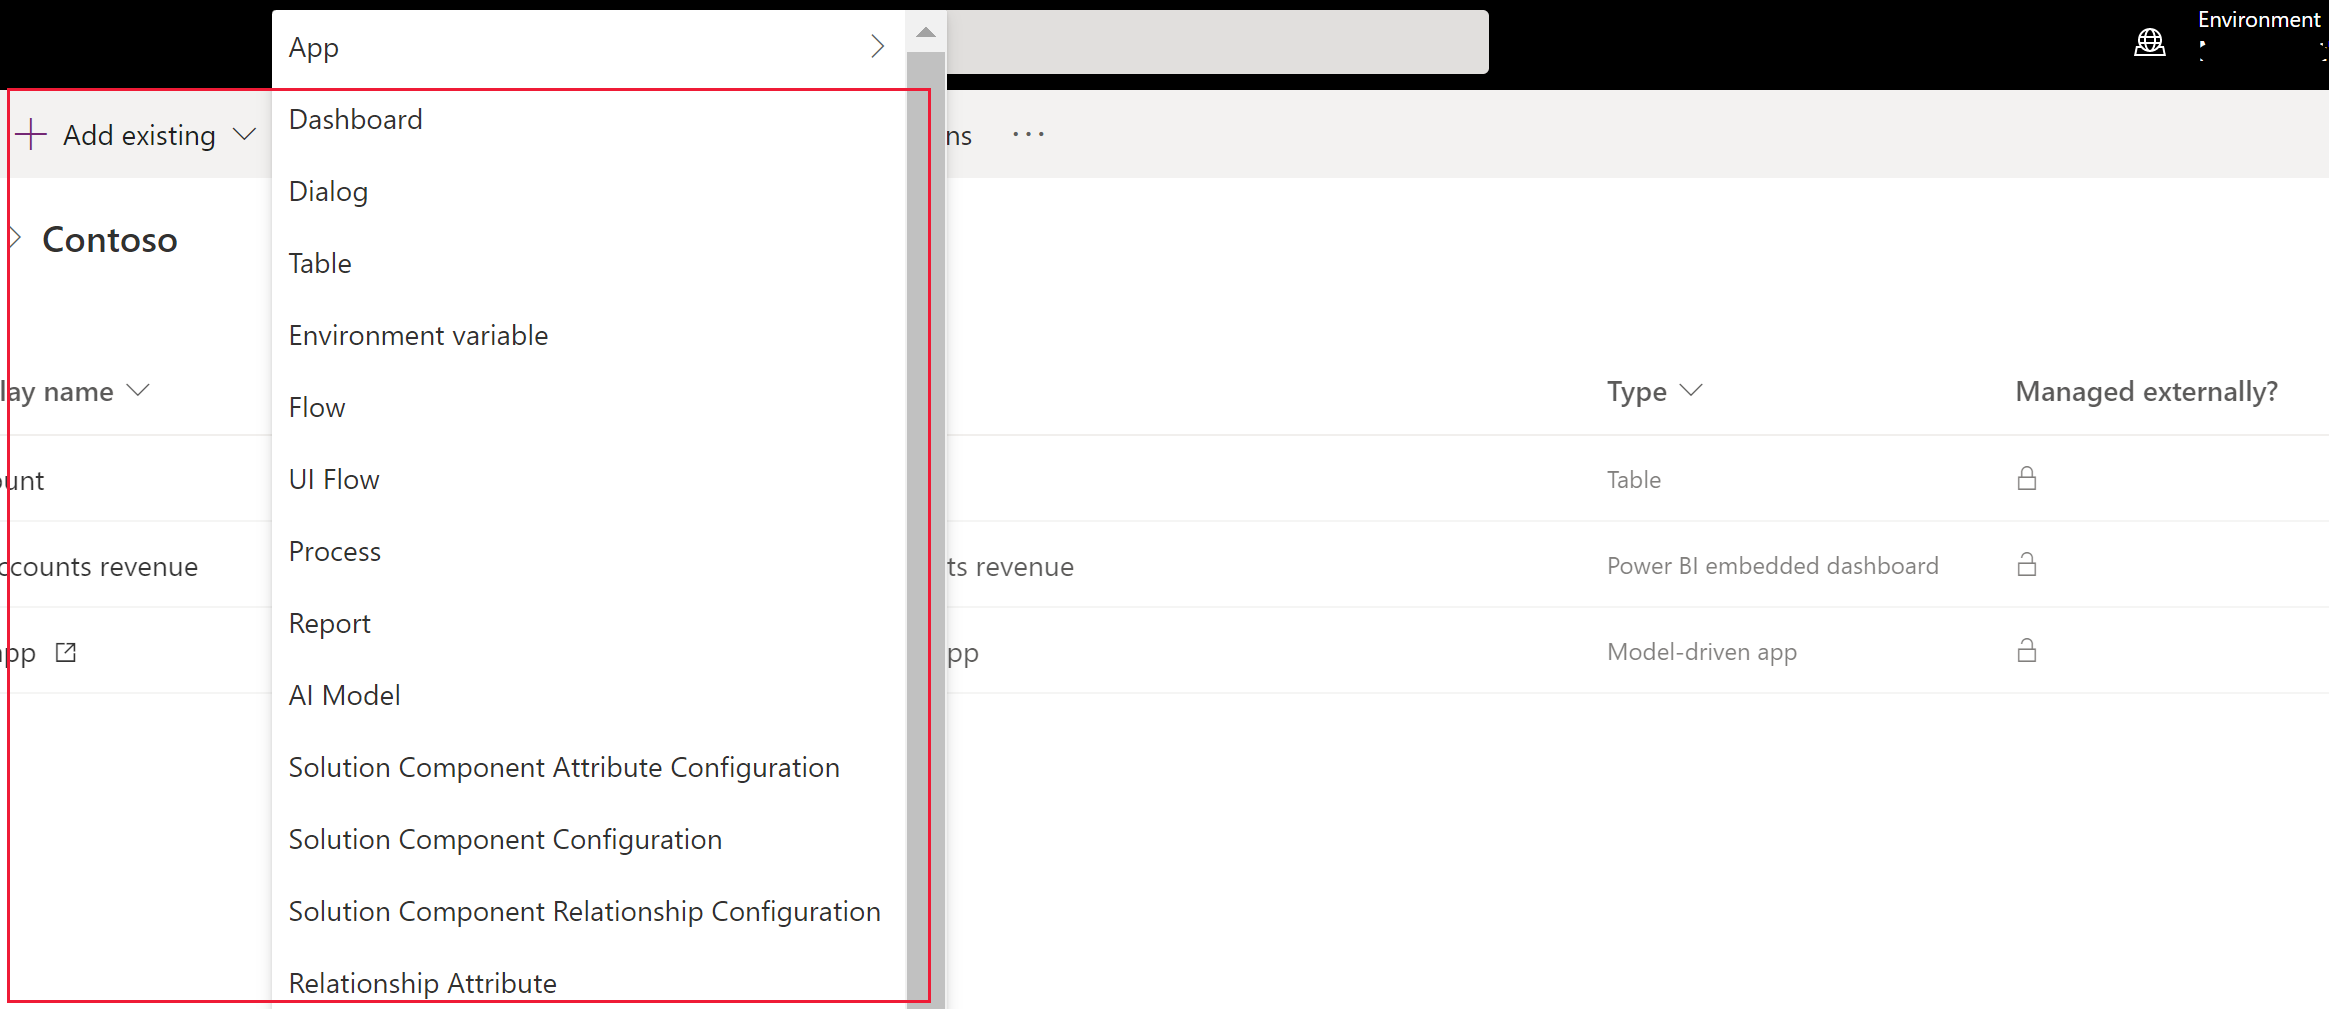 App
Environment
Add existing
ns
...
Dashboard
Dialog
Contoso
Table
Environment variable
lay name
Type
Managed externally?
Flow
ount
UI Flow
Table
ccounts revenue
Process
ts revenue
Power BI embedded dashboard
Report
app
pp
Model-driven app
AI Model
Solution Component Attribute Configuration
Solution Component Configuration
Solution Component Relationship Configuration
Relationship Attribute